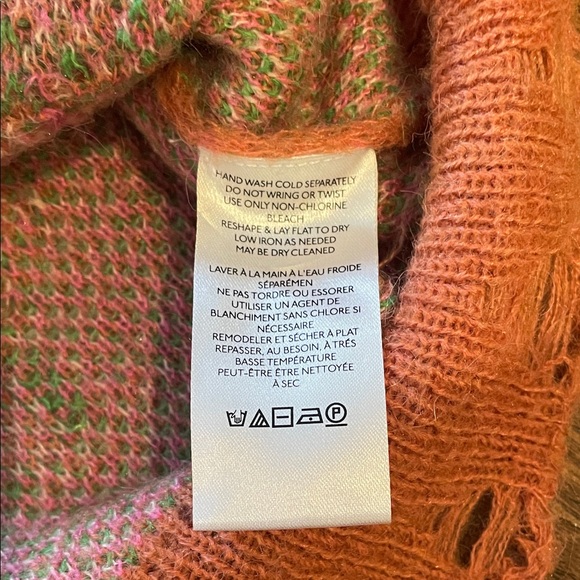 HAND WASH COLD SEPARATELY
DO NOT WRING OR TWIST
USE ONLY NON-CHLORINE
BLEACH
RESHAPE & LAY FLAT TO DRY
LOW IRON AS NEEDED
MAY BE DRY CLEANED
LAVER À LA MAIN À L'EAU FROIDE
SÉPARÉMEN
NE PAS TORDRE OU ESSORER
UTILISER UN AGENT DE
BLANCHIMENT SANS CHLORE SI
NÉCESSAIRE
REMODELER ET SÉCHER À PLAT
REPASSER, AU BESOIN, À TRÉS
BASSE TEMPÉRATURE
PEUT-ÊTRE ÊTRE NETTOYÉE
À SEC
P